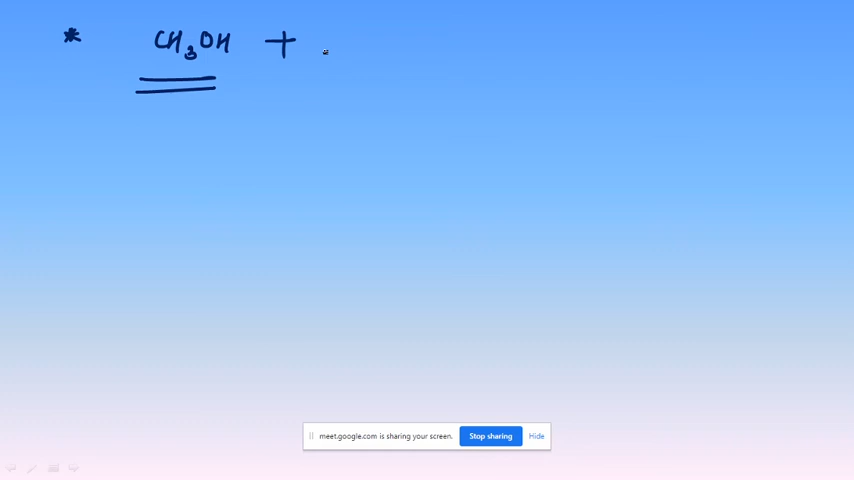 * CH₃OH +
meet.google.com is sharing your screen. Stop sharing Hide